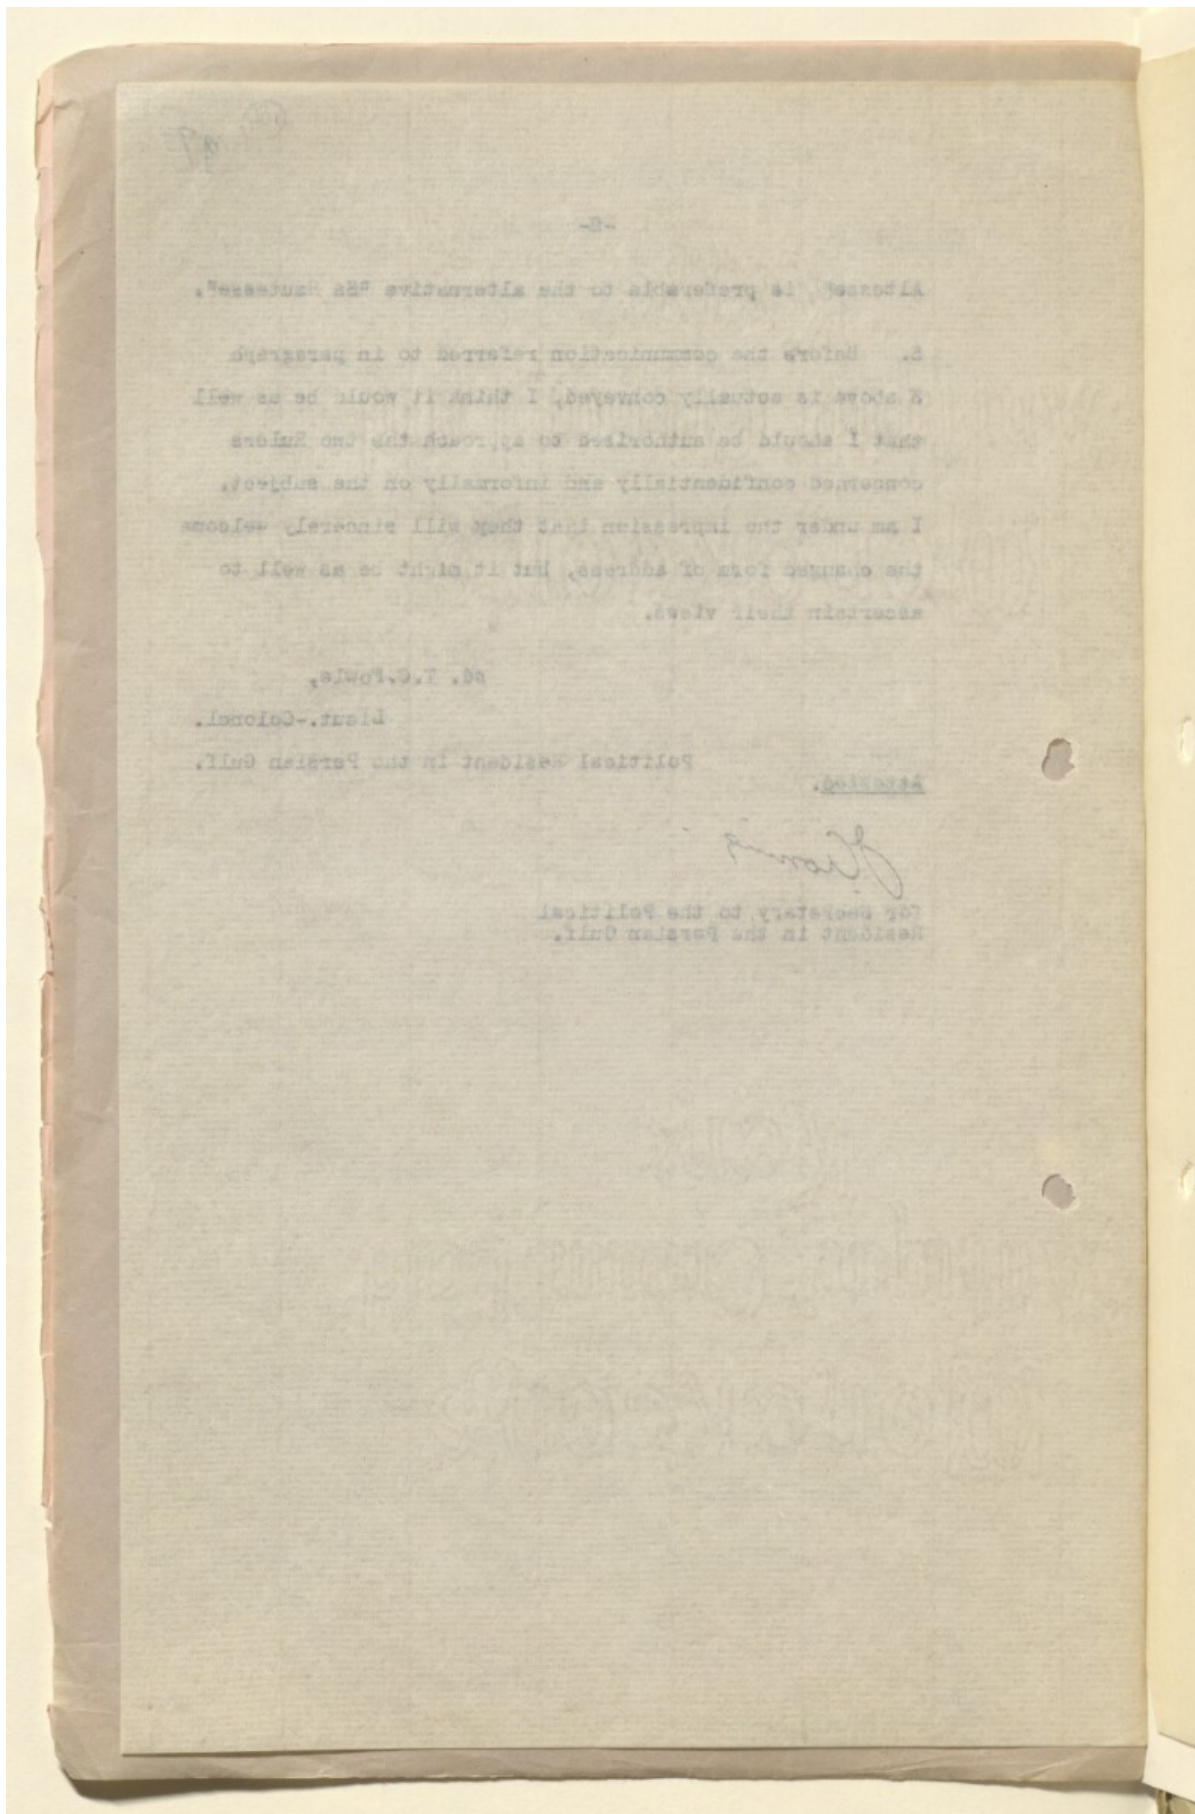 Altesse" is preferable to the alternative "Sa Hautesse".
5. Before the communication referred to in paragraph
above is actually conveyed, I think it would be as well
that I should be authorised to approach the two Rulers
concerned confidentially and informally on the subject.
I am under the impression that they will sincerely welcome
the changed form of address, but it might be as well to
ascertain their views.
sd. T.C.Fowle,
Lieut.-Colonel.
Political Resident in the Persian Gulf.
Attested.
for Secretary to the Political
Resident in the Persian Gulf.